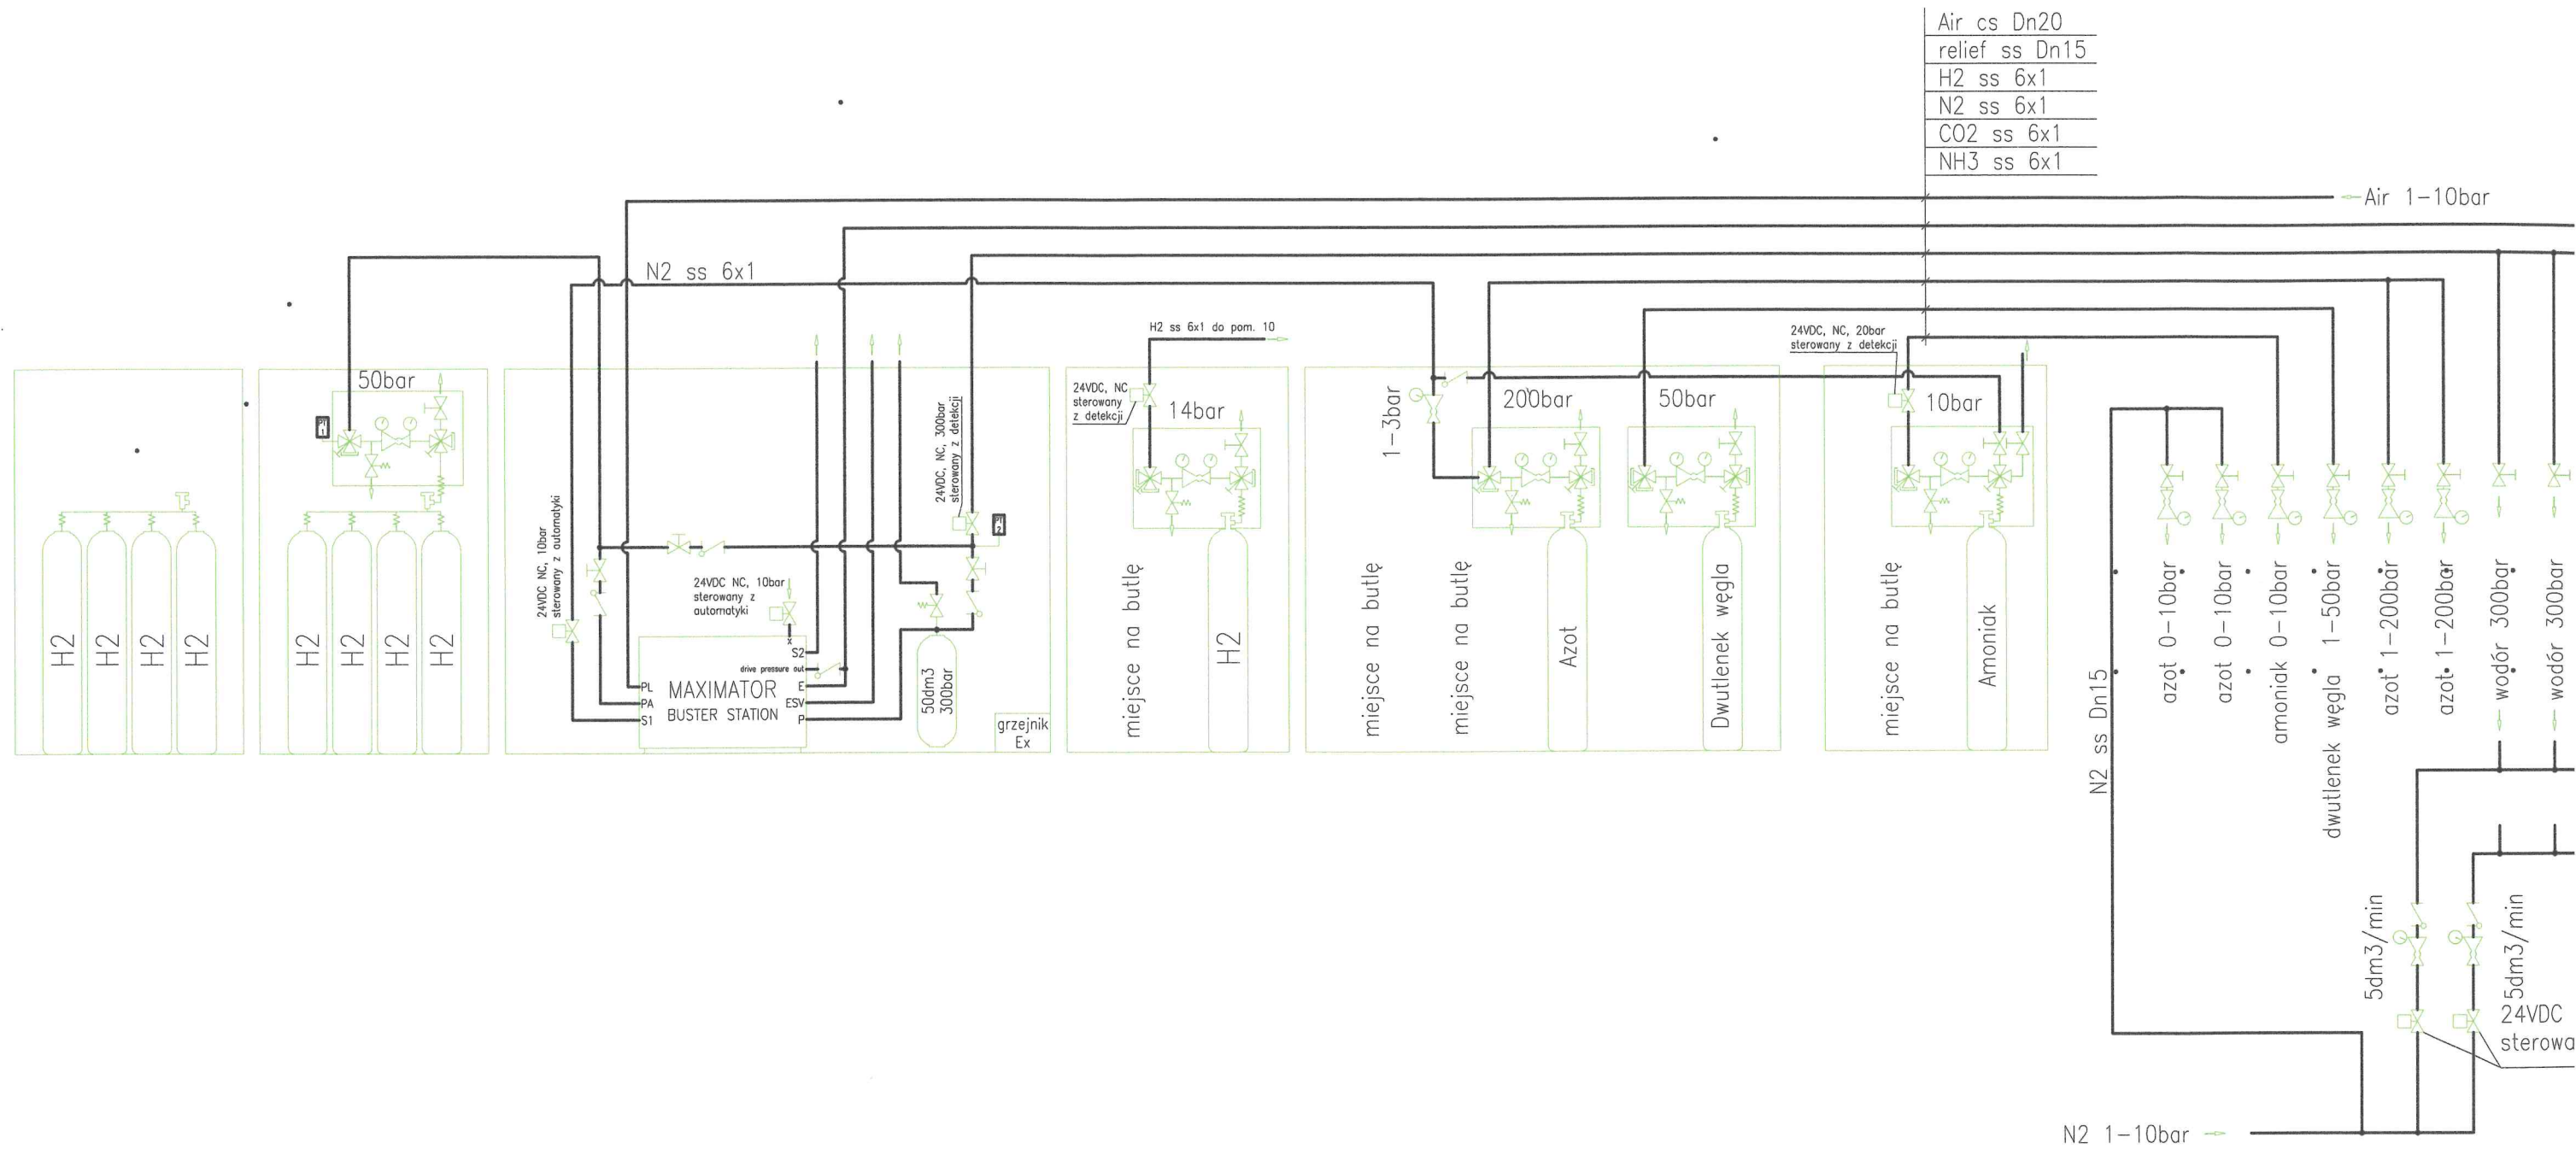 Air cs Dn20
relief ss Dn15
H2 ss 6x1
N2 ss 6x1
CO2 ss 6x1
NH3 ss 6x1
Air 1-10bar
N2 ss 6x1
H2 ss 6x1 do pom. 10
24VDC, NC, 20bar
sterowany z detekcji
50bar
PT
1
24VDC, NC
sterowany
z detekcji
14bar
1-3bar
200bar
50bar
10bar
24VDC, NC, 300bar
sterowany z detekcji
PT
2
24VDC NC, 10bar
sterowany z automatyki
24VDC NC, 10bar
sterowany z
automatyki
H2
H2
H2
H2
H2
H2
H2
H2
x
S2
drive pressure out
PL
MAXIMATOR
E
PA
BUSTER STATION
ESV
S1
P
50dm3
300bar
grzejnik
Ex
miejsce na butlę
H2
miejsce na butlę
miejsce na butlę
Azot
Dwutlenek węgla
miejsce na butlę
Amoniak
N2 ss Dn15
azot 0-10bar
azot 0-10bar
amoniak 0-10bar
dwutlenek węgla 1-50bar
azot 1-200bar
azot 1-200bar
wodór 300bar
wodór 300bar
5dm3/min
5dm3/min
24VDC
sterowa
N2 1-10bar